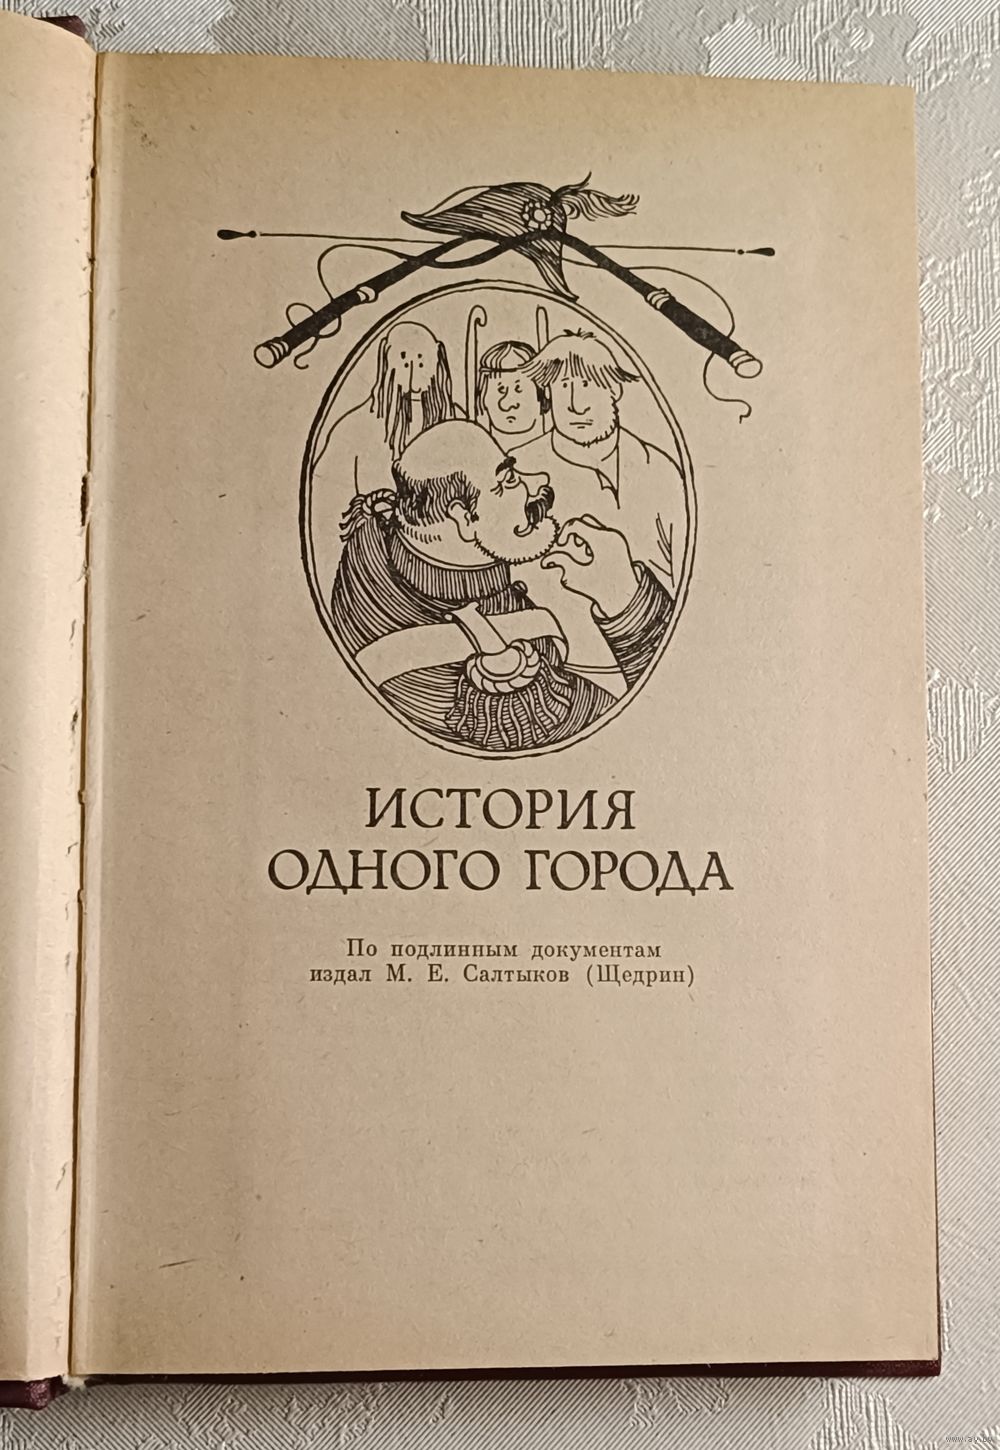 ИСТОРИЯ
ОДНОГО ГОРОДА
По подлинным документам
издал М. Е. Салтыков (Щедрин)